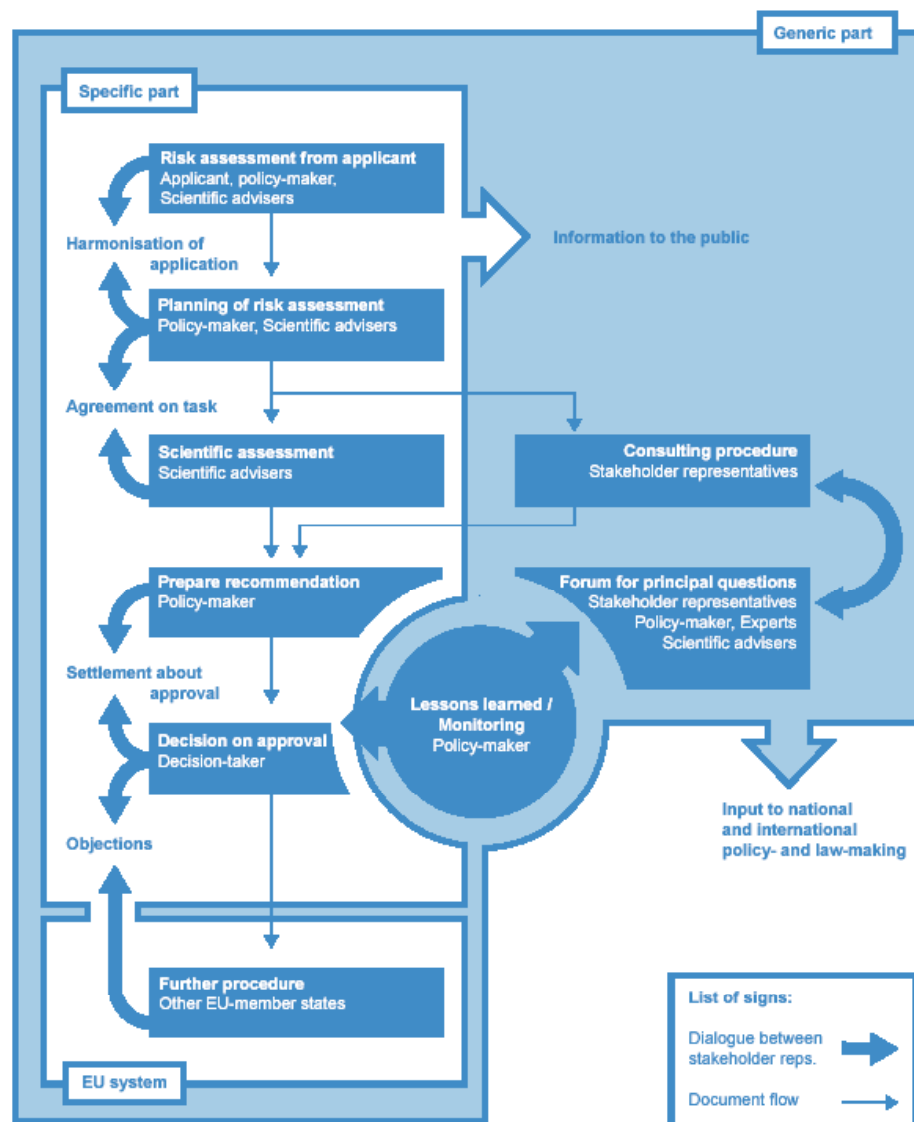 Generic part
Specific part
Risk assessment from applicant
Applicant, policy-maker,
Scientific advisers
Harmonisation of
application
Information to the public
Planning of risk assessment
Policy-maker, Scientific advisers
Agreement on task
Scientific assessment
Scientific advisers
Consulting procedure
Stakeholder representatives
Prepare recommendation
Policy-maker
Forum for principal questions
Stakeholder representatives
Policy-maker, Experts
Scientific advisers
Settlement about
approval
Lessons learned /
Monitoring
Policy-maker
Decision on approval
Decision-taker
Objections
Input to national
and international
policy- and law-making
Further procedure
Other EU-member states
EU system
List of signs:
Dialogue between
stakeholder reps.
Document flow